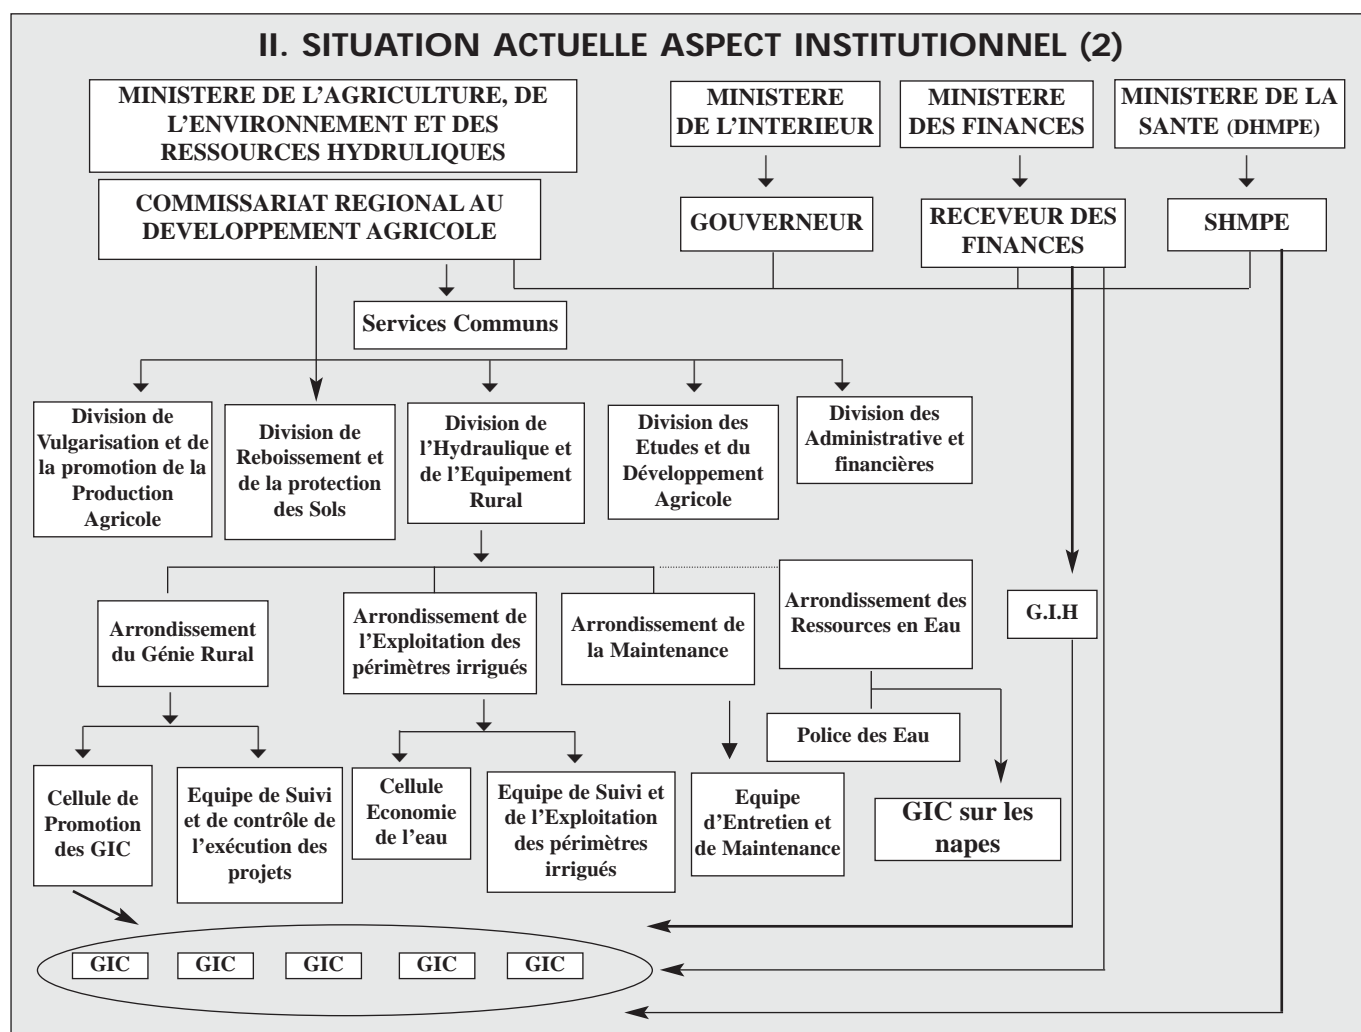 II. SITUATION ACTUELLE ASPECT INSTITUTIONNEL (2)
MINISTERE DE L’AGRICULTURE, DE
L’ENVIRONNEMENT ET DES
RESSOURCES HYDRULIQUES
MINISTERE
DE L’INTERIEUR
MINISTERE
DES FINANCES
MINISTERE DE LA
SANTE (DHMPE)
COMMISSARIAT REGIONAL AU
DEVELOPPEMENT AGRICOLE
GOUVERNEUR
RECEVEUR DES
FINANCES
SHMPE
Services Communs
Division de
Vulgarisation et de
la promotion de la
Production
Agricole
Division de
Reboissement et
de la protection
des Sols
Division de
l’Hydraulique et
de l’Equipement
Rural
Division des
Etudes et du
Développement
Agricole
Division des
Administrative et
financières
Arrondissement
du Génie Rural
Arrondissement de
l’Exploitation des
périmètres irrigués
Arrondissement de
la Maintenance
Arrondissement des
Ressources en Eau
G.I.H
Police des Eau
Cellule de
Promotion
des GIC
Equipe de Suivi
et de contrôle de
l’exécution des
projets
Cellule
Economie
de l’eau
Equipe de Suivi et
de l’Exploitation
des périmètres
irrigués
Equipe
d’Entretien et
de Maintenance
GIC sur les
napes
GIC
GIC
GIC
GIC
GIC